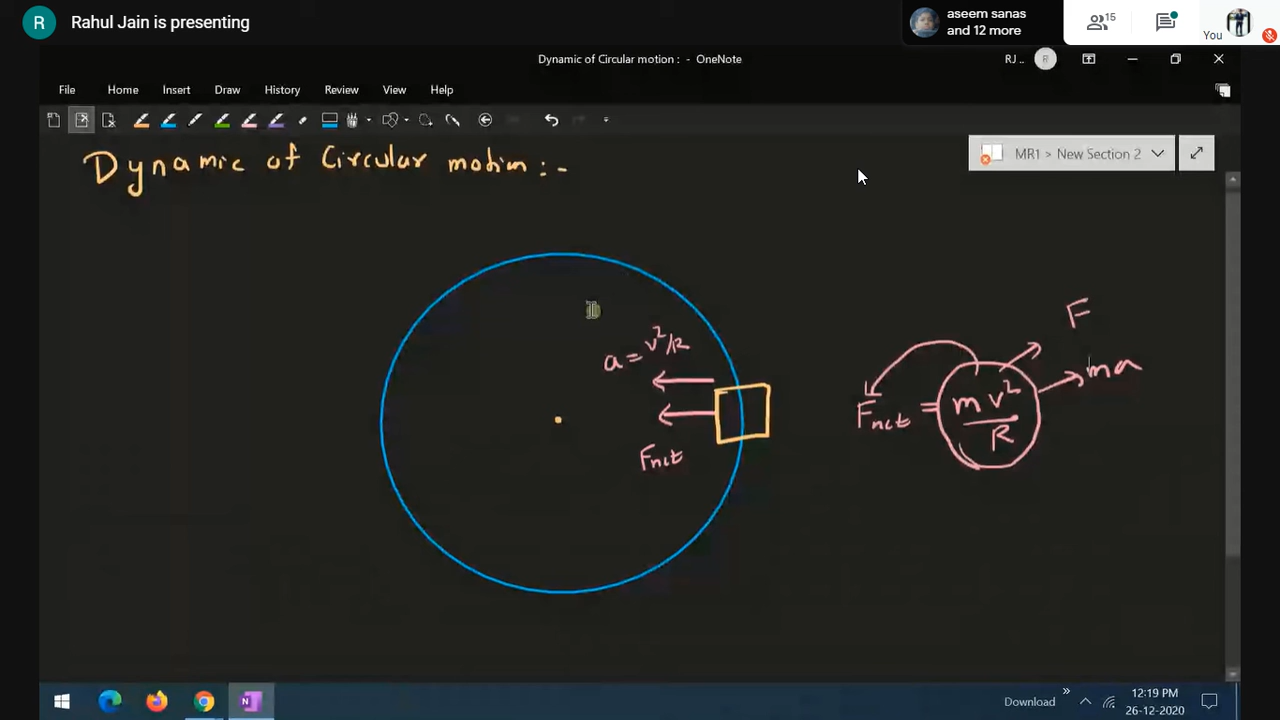 R Rahul Jain is presenting
aseem sanas
and 12 more
15
You
Dynamic of Circular motion : - OneNote
RJ ..
R
File Home Insert Draw History Review View Help
MR1 > New Section 2
Dynamic of Circular motion : -
a = v²/R
Fnet
Fnet = mv²/R
F
ma
Download
12:19 PM
26-12-2020